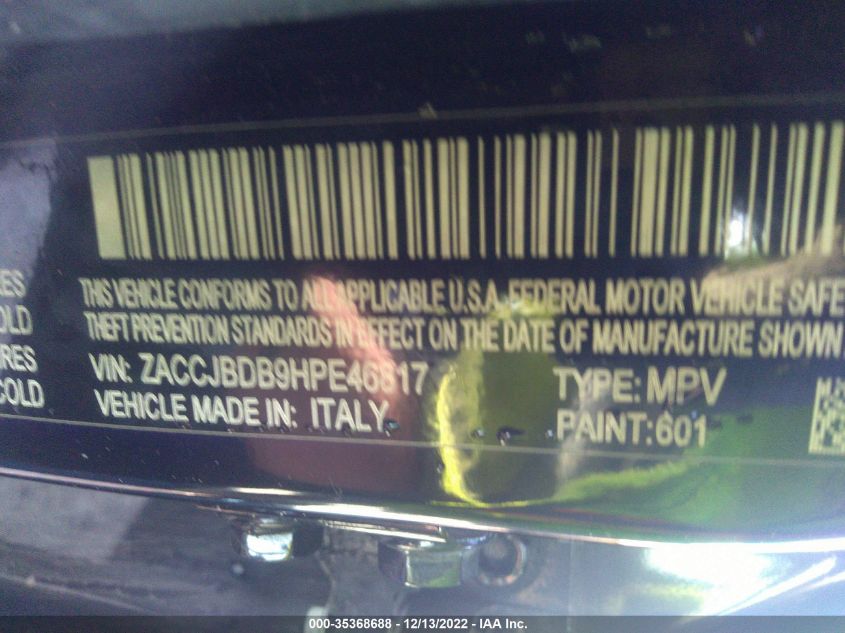 THIS VEHICLE CONFORMS TO ALL APPLICABLE U.S.A. FEDERAL MOTOR VEHICLE SAFE
THEFT PREVENTION STANDARDS IN EFFECT ON THE DATE OF MANUFACTURE SHOWN
ES
OLD
VIN: ZACCJBDB9HPE46817 TYPE: MPV
VEHICLE MADE IN: ITALY PAINT:601
RES
COLD
000-35368688 - 12/13/2022 - IAA Inc.